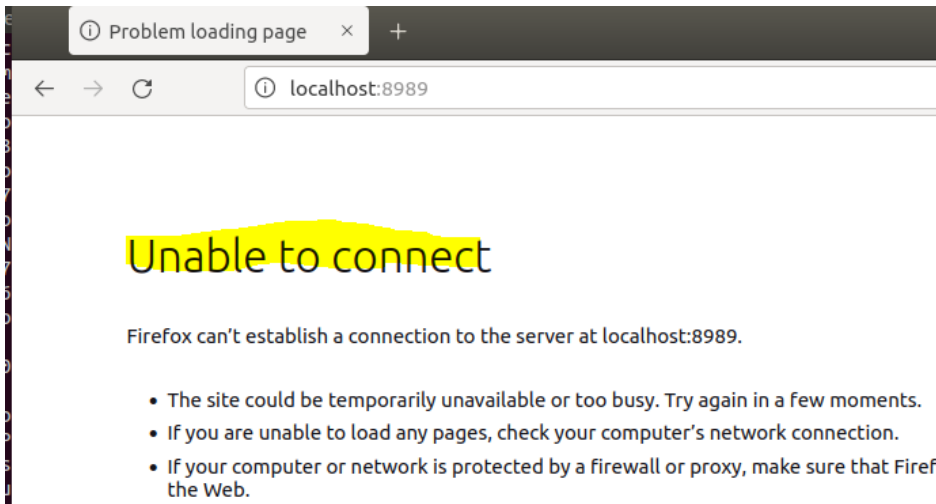 Problem loading page
localhost:8989
Unable to connect
Firefox can’t establish a connection to the server at localhost:8989.
• The site could be temporarily unavailable or too busy. Try again in a few moments.
• If you are unable to load any pages, check your computer’s network connection.
• If your computer or network is protected by a firewall or proxy, make sure that
the Web.